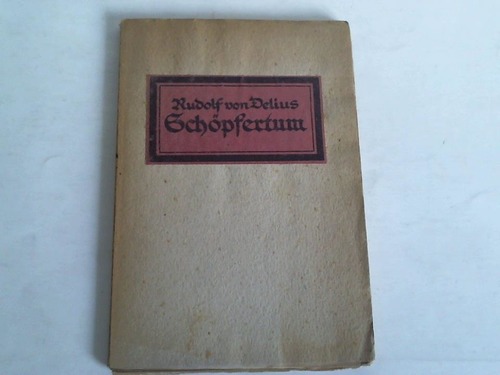 Rudolf von Delius
Schöpfertum